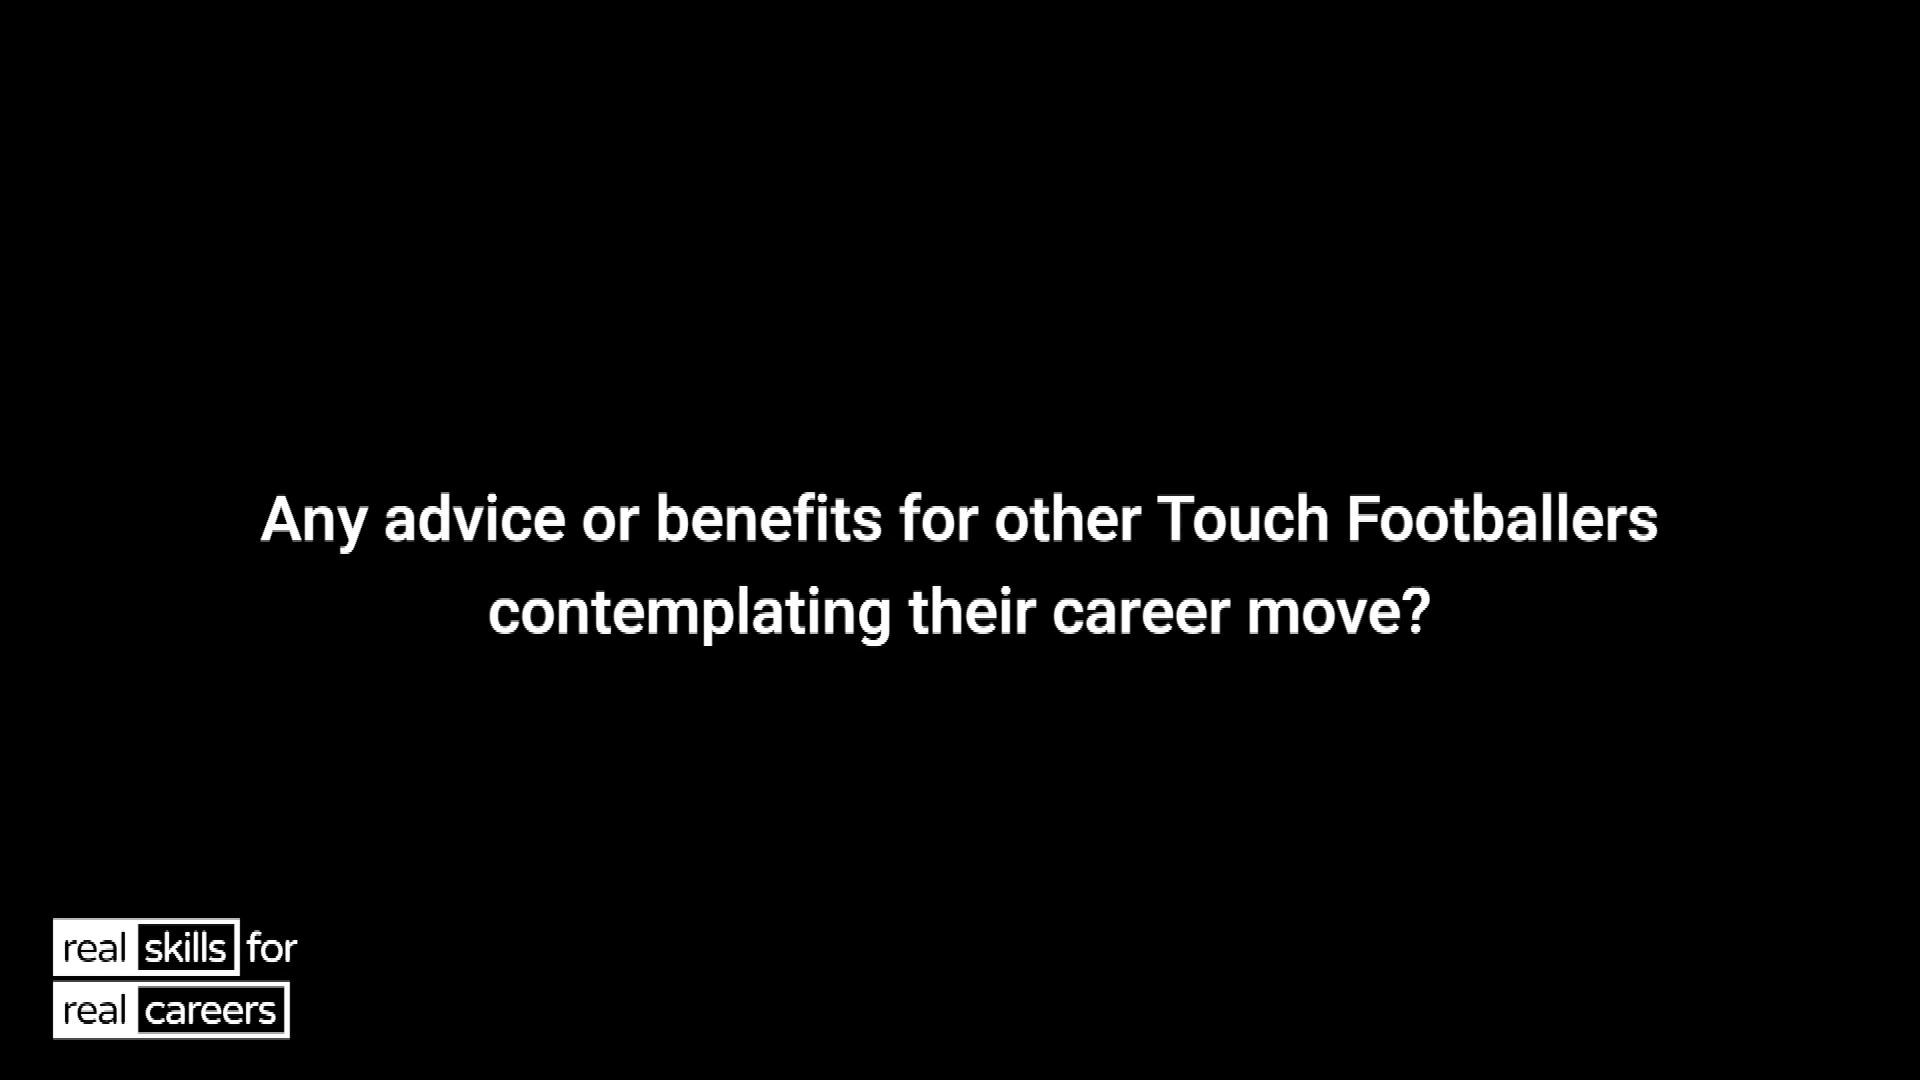 Any advice or benefits for other Touch Footballers
contemplating their career move?
real skills for
real careers